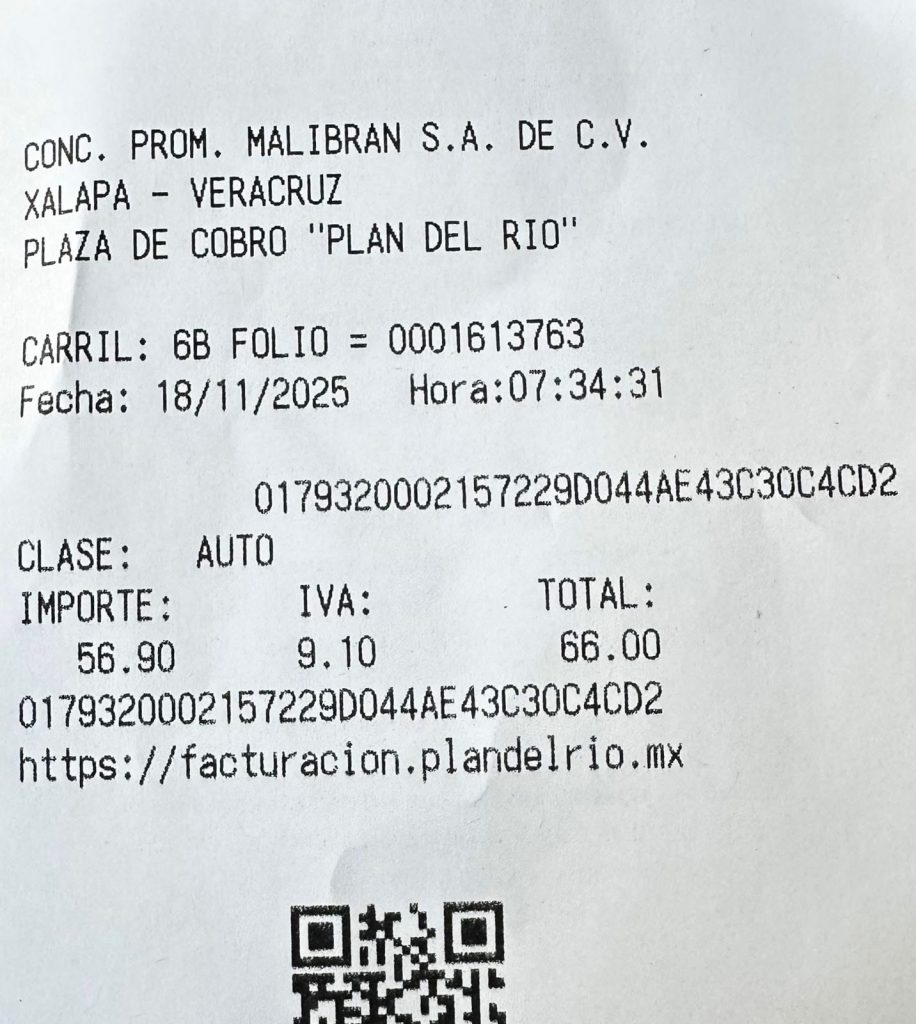 CONC. PROM. MALIBRAN S.A. DE C.V.
XALAPA - VERACRUZ
PLAZA DE COBRO "PLAN DEL RIO"
CARRIL: 6B FOLIO = 0001613763
Fecha: 18/11/2025 Hora:07:34:31
0179320002157229D044AE43C30C4CD2
CLASE: AUTO
IMPORTE: IVA: TOTAL:
56.90 9.10 66.00
0179320002157229D044AE43C30C4CD2
https://facturacion.plandelrio.mx